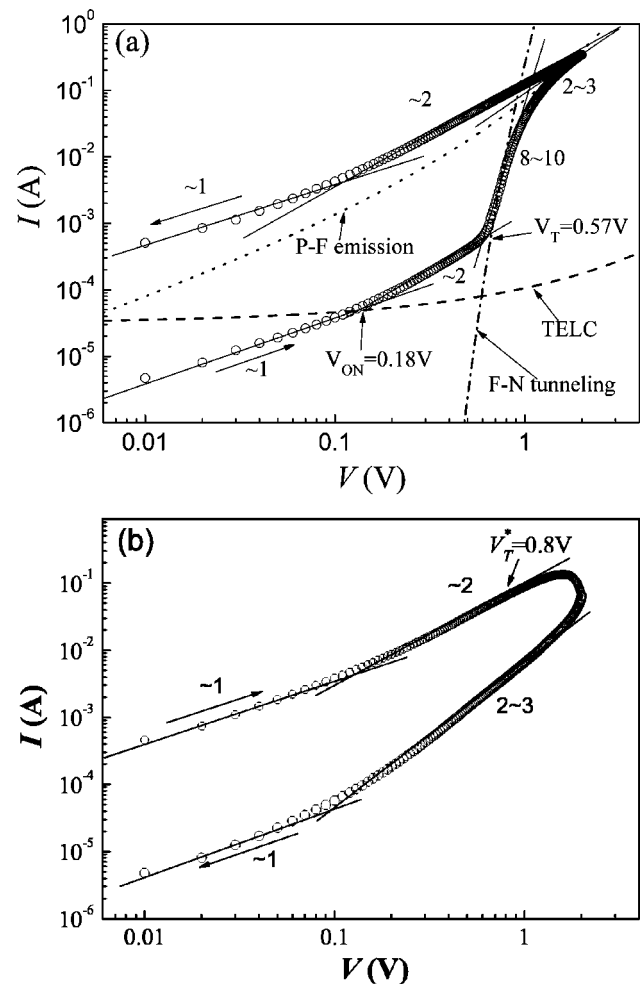 (a)
10^0
10^-1
10^-2
10^-3
10^-4
10^-5
10^-6
I (A)
~2
2~3
~1
8~10
P-F emission
V_T=0.57V
~2
TELC
V_ON=0.18V
~1
F-N tunneling
0.01
0.1
1
V (V)
(b)
10^-1
10^-2
10^-3
10^-4
10^-5
10^-6
I (A)
V_T^*=0.8V
~2
~1
2~3
~1
0.01
0.1
1
V (V)